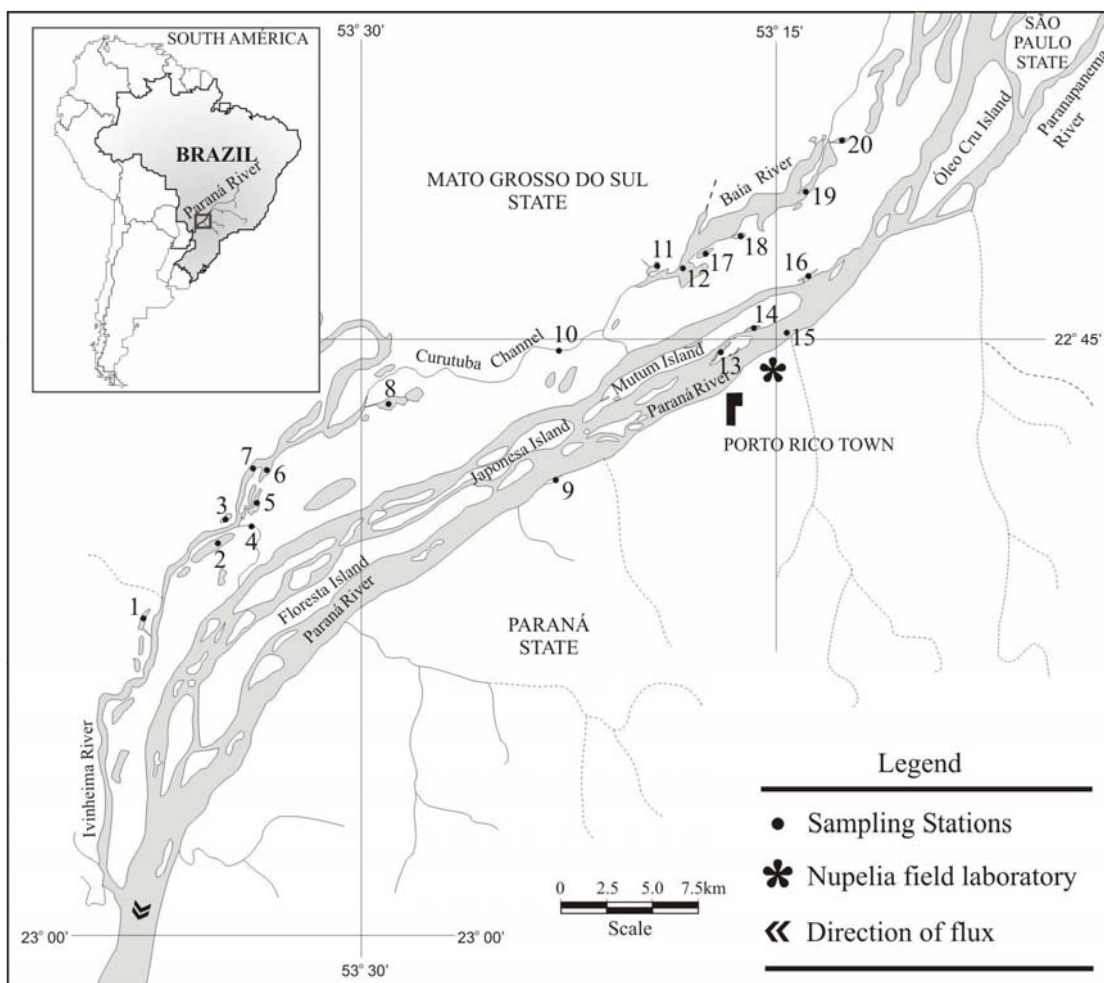 SOUTH AMÉRICA
BRAZIL
Paraná River
53° 30'
53° 15'
SÃO
PAULO
STATE
Paranapanema
River
Óleo Cru Island
MATO GROSSO DO SUL
STATE
Baía River
20
19
18
17
11
12
16
14
15
13
22° 45'
10
Curutuba Channel
Mutum Island
Paraná River
8
PORTO RICO TOWN
Japonesa Island
7
6
9
5
3
4
2
Floresta Island
Paraná River
1
PARANÁ
STATE
Ivinheima River
Legend
Sampling Stations
Nupelia field laboratory
Direction of flux
0 2.5 5.0 7.5km
Scale
23° 00'
23° 00'
53° 30'